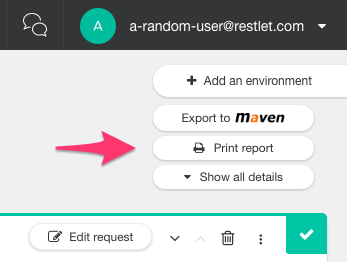 A a-random-user@restlet.com
Add an environment
Export to maven
Print report
Show all details
Edit request